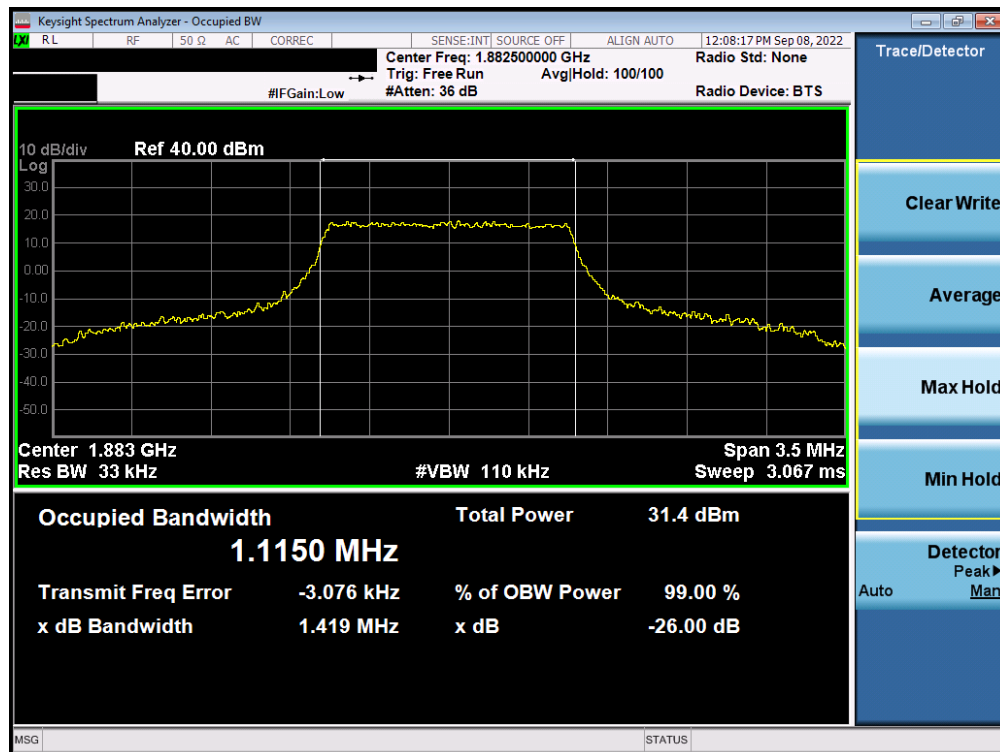 Keysight Spectrum Analyzer - Occupied BW
LXI RL RF 50 Ω AC CORREC SENSE:INT SOURCE OFF ALIGN AUTO 12:08:17 PM Sep 08, 2022
Center Freq: 1.882500000 GHz Radio Std: None
Trig: Free Run Avg|Hold: 100/100
#IFGain:Low #Atten: 36 dB Radio Device: BTS
10 dB/div Ref 40.00 dBm
Log
30.0
20.0
10.0
0.00
-10.0
-20.0
-30.0
-40.0
-50.0
Center 1.883 GHz Span 3.5 MHz
Res BW 33 kHz #VBW 110 kHz Sweep 3.067 ms
Occupied Bandwidth Total Power 31.4 dBm
1.1150 MHz
Transmit Freq Error -3.076 kHz % of OBW Power 99.00 %
x dB Bandwidth 1.419 MHz x dB -26.00 dB
MSG STATUS
Trace/Detector
Clear Write
Average
Max Hold
Min Hold
Detector
Peak▶
Auto Man